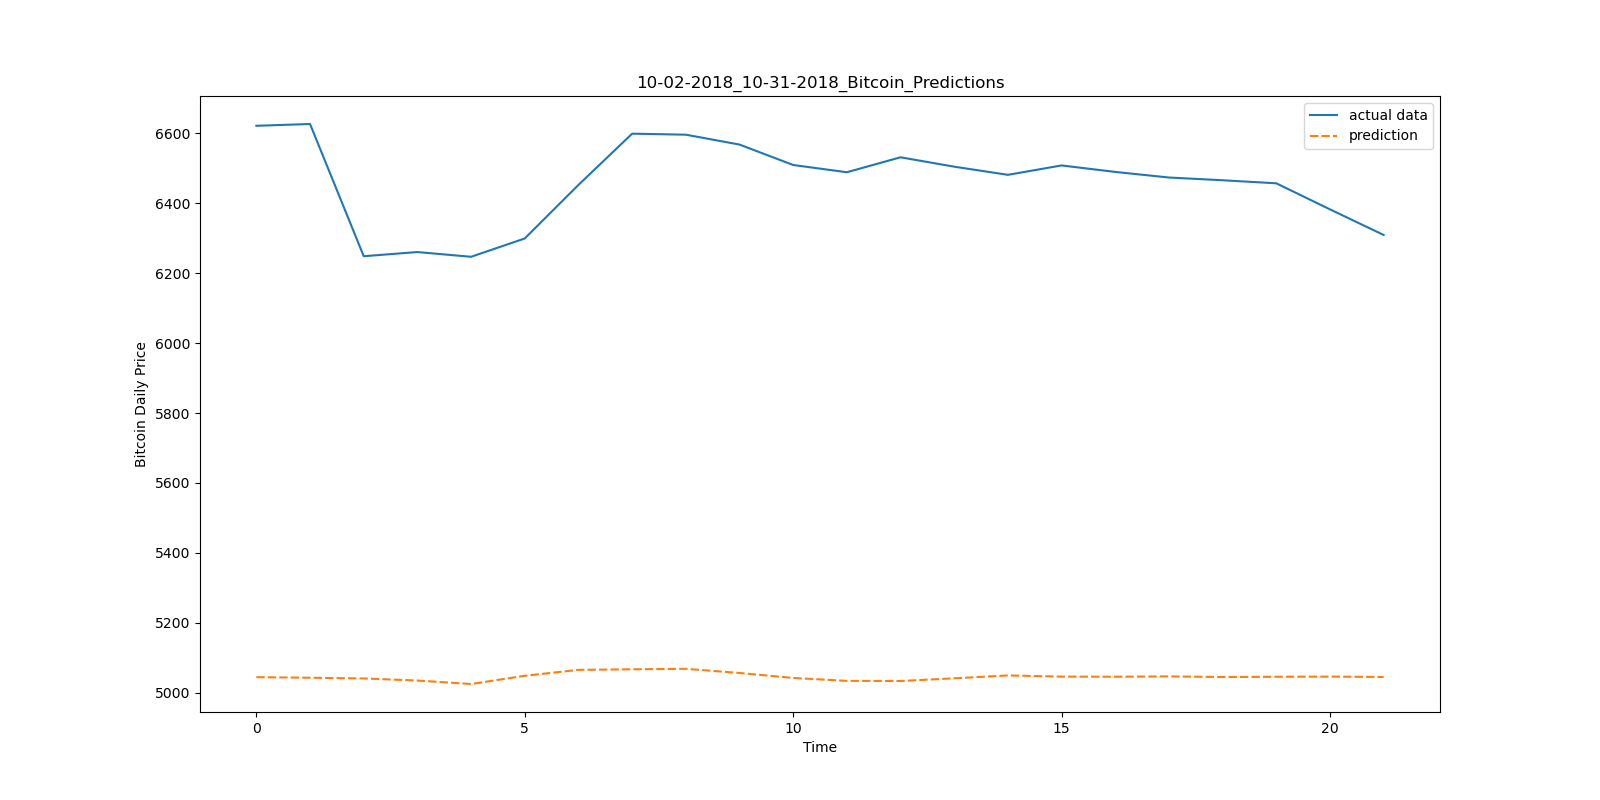 10-02-2018_10-31-2018_Bitcoin_Predictions
actual data
prediction
6600
6400
6200
6000
5800
5600
5400
5200
5000
Bitcoin Daily Price
0 5 10 15 20
Time